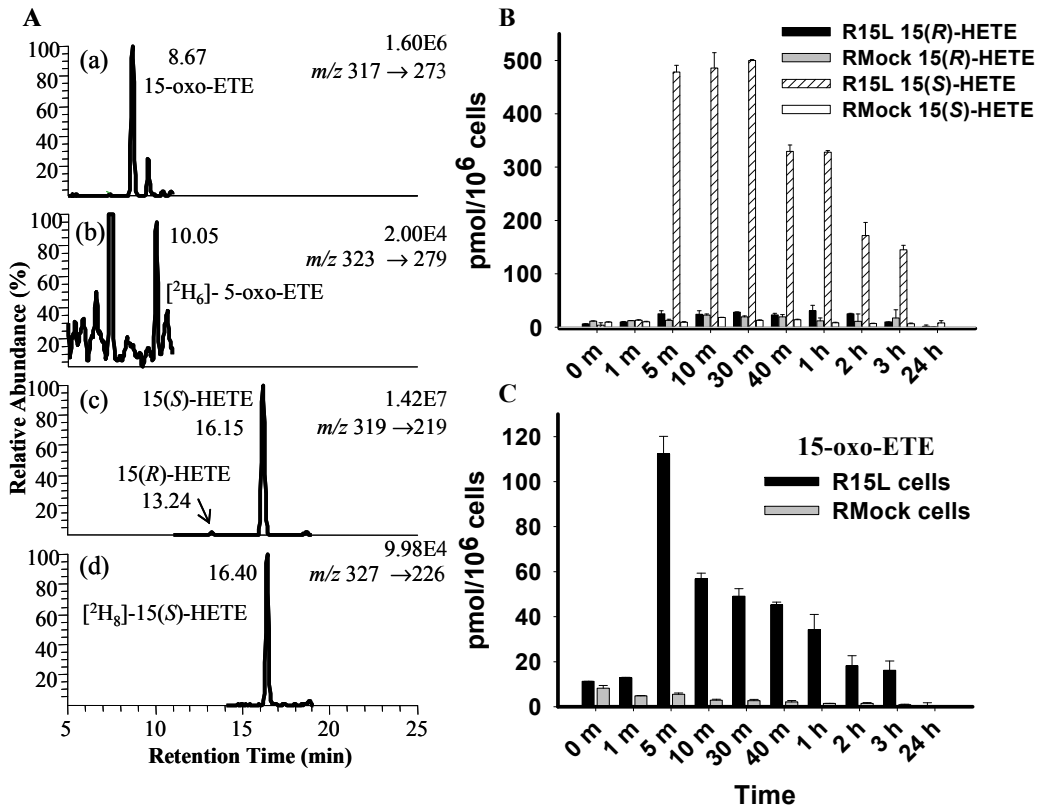 A
(a)
8.67
15-oxo-ETE
1.60E6
m/z 317 → 273
100
80
60
40
20
(b)
10.05
[²H₆]- 5-oxo-ETE
2.00E4
m/z 323 → 279
100
80
60
40
20
(c)
15(S)-HETE
16.15
15(R)-HETE
13.24
1.42E7
m/z 319 →219
100
80
60
40
20
(d)
16.40
[²H₈]-15(S)-HETE
9.98E4
m/z 327 →226
100
80
60
40
20
5 10 15 20 25
Relative Abundance (%)
Retention Time (min)
B
R15L 15(R)-HETE
RMock 15(R)-HETE
R15L 15(S)-HETE
RMock 15(S)-HETE
pmol/10⁶ cells
500
400
300
200
100
0
0 m 1 m 5 m 10 m 30 m 40 m 1 h 2 h 3 h 24 h
C
15-oxo-ETE
R15L cells
RMock cells
pmol/10⁶ cells
120
100
80
60
40
20
0
0 m 1 m 5 m 10 m 30 m 40 m 1 h 2 h 3 h 24 h
Time